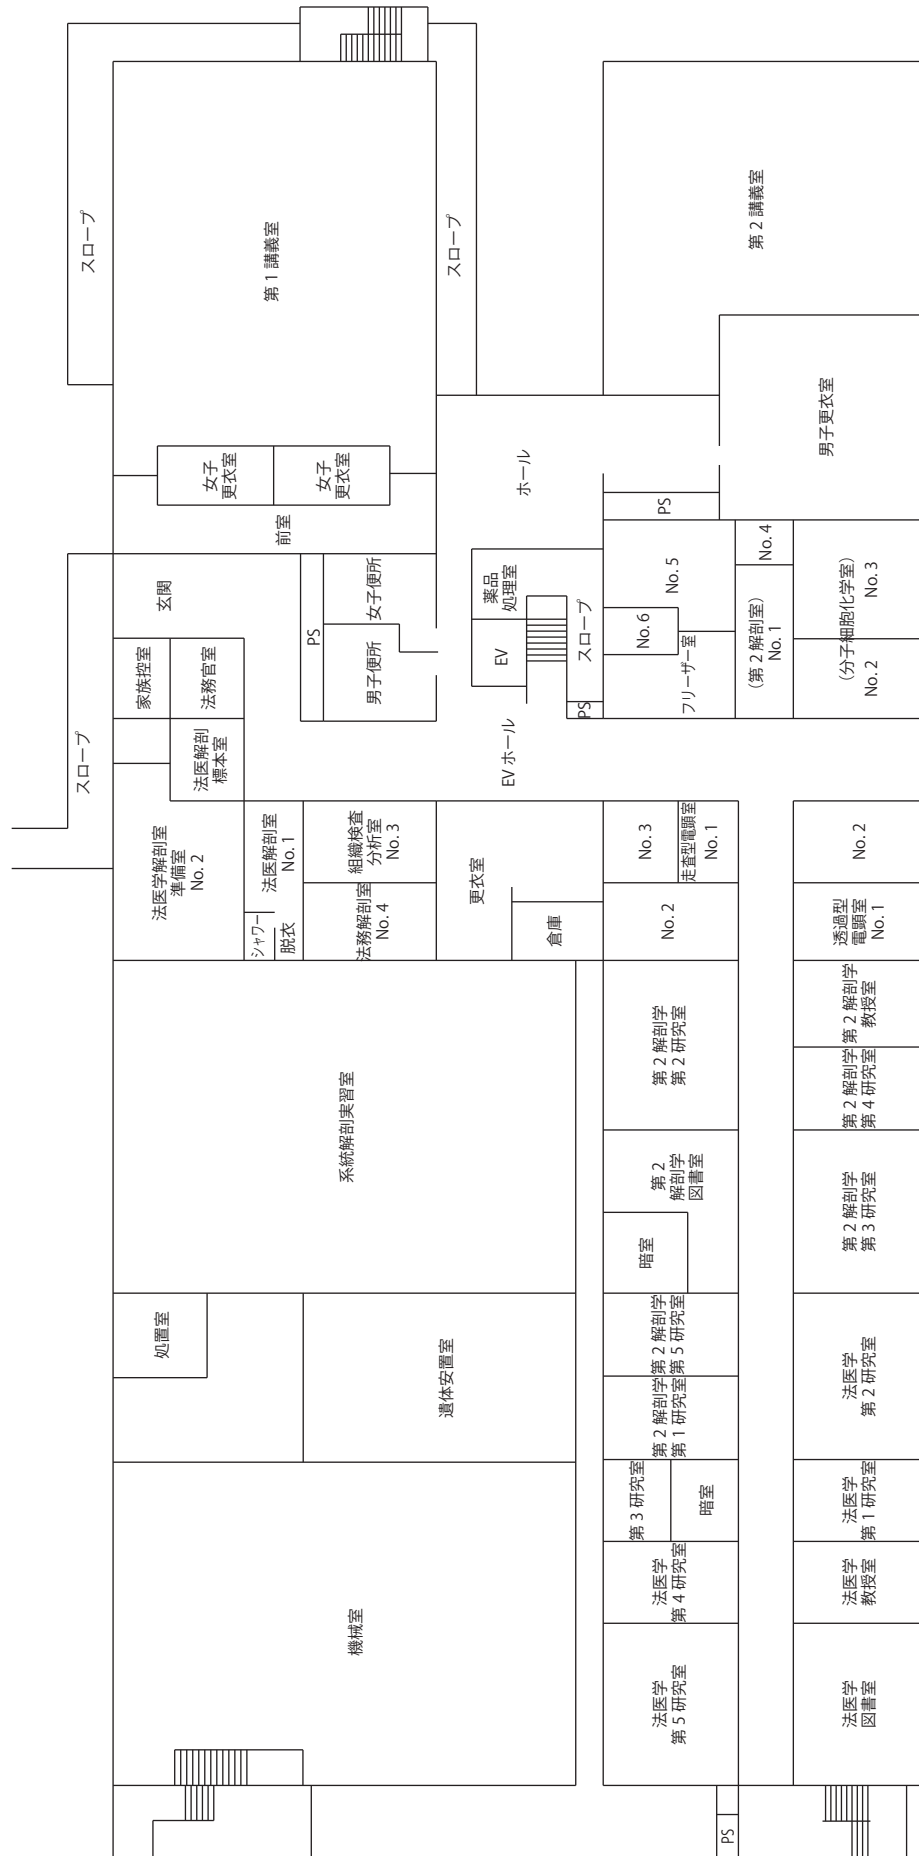 スロープ
第 1 講義室
スロープ
第 2 講義室
男子更衣室
女子
更衣室
女子
更衣室
ホール
前室
PS
スロープ
玄関
PS
女子便所
男子便所
薬品
処理室
EV
スロープ
PS
No. 5
No. 6
フリーザー室
No. 4
(第 2 解剖室)
No. 1
(分子細胞化学室)
No. 3
No. 2
家族控室
法務官室
法医解剖
標本室
EV ホール
法医学解剖室
準備室
No. 2
法医解剖室
No. 1
シャワー
脱衣
組織検査
分析室
No. 3
法務解剖室
No. 4
更衣室
倉庫
No. 3
走査型電顕室
No. 1
No. 2
No. 2
透過型
電顕室
No. 1
系統解剖実習室
第 2 解剖学
第 2 研究室
第 2 解剖学
教授室
第 2 解剖学
第 4 研究室
第 2
解剖学
図書室
暗室
第 2 解剖学
第 3 研究室
処置室
遺体安置室
第 2 解剖学
第 5 研究室
第 2 解剖学
第 1 研究室
法医学
第 2 研究室
機械室
第 3 研究室
暗室
法医学
第 1 研究室
法医学
第 4 研究室
法医学
教授室
法医学
第 5 研究室
法医学
図書室
PS